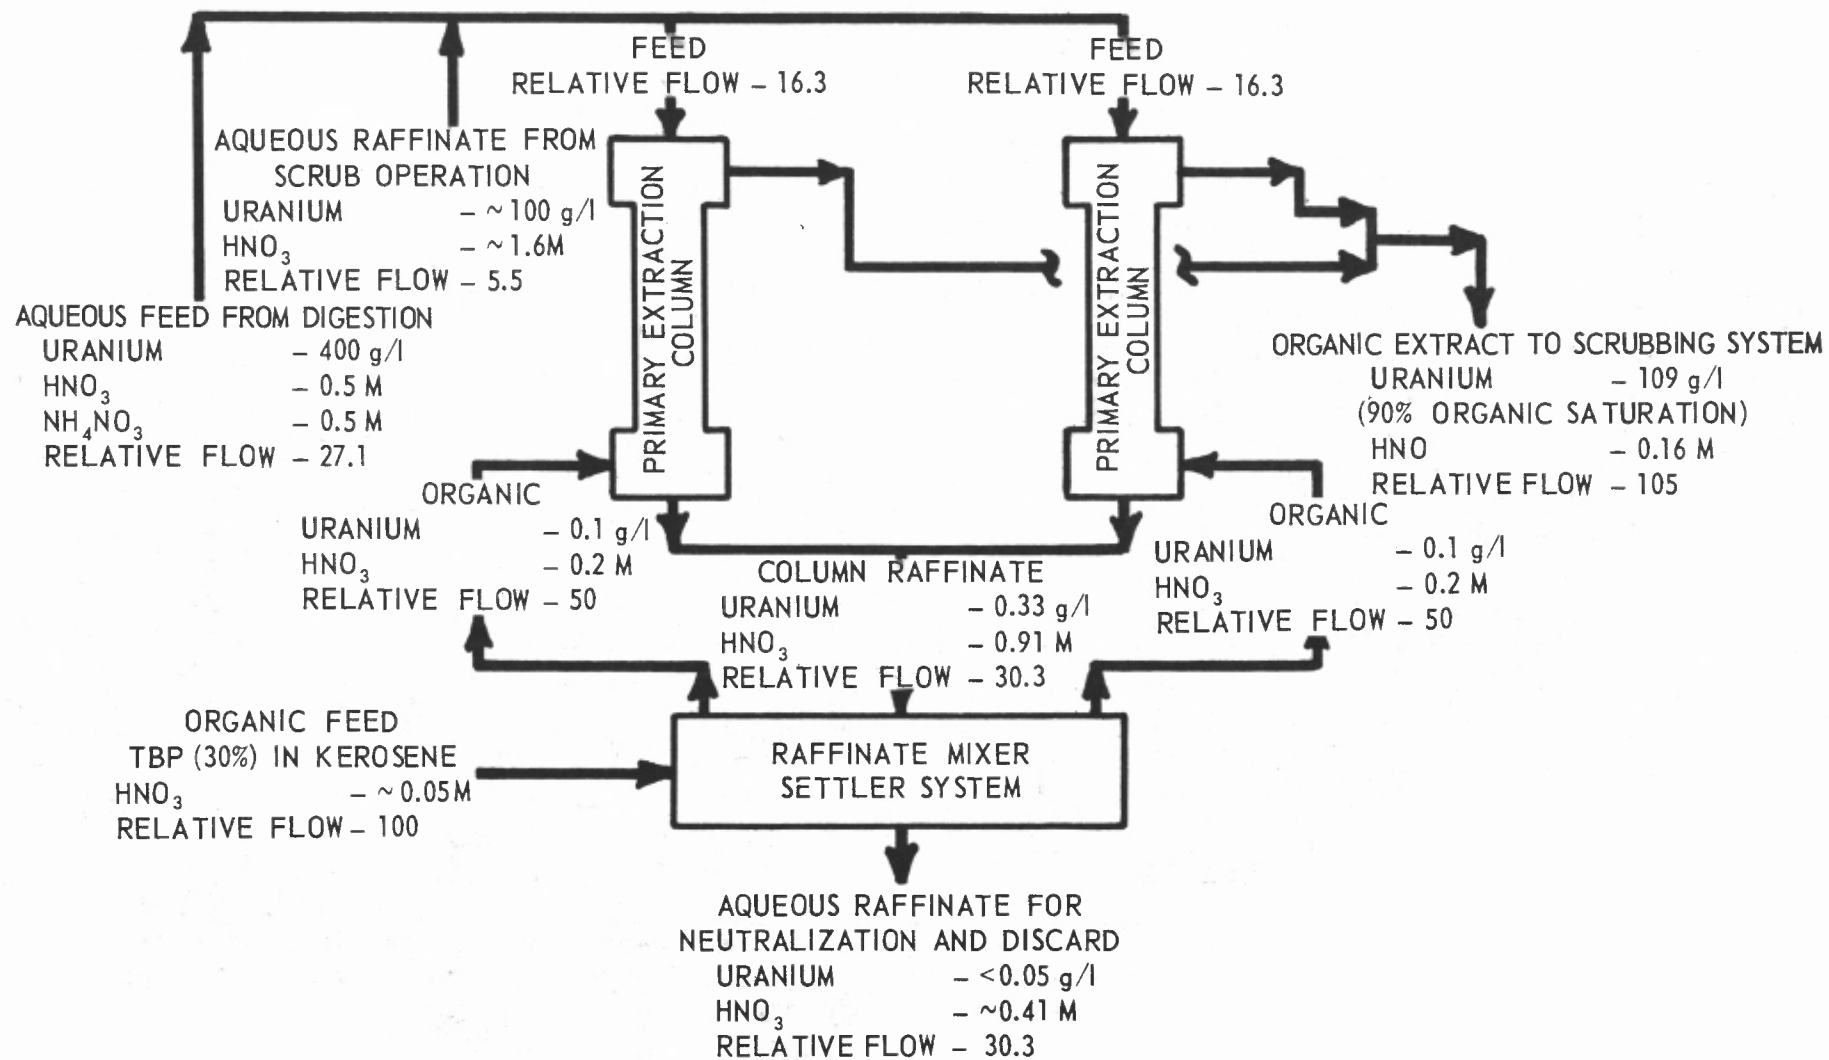 FEED
RELATIVE FLOW – 16.3
FEED
RELATIVE FLOW – 16.3
AQUEOUS RAFFINATE FROM
SCRUB OPERATION
URANIUM – ~100 g/l
HNO₃ – ~1.6M
RELATIVE FLOW – 5.5
AQUEOUS FEED FROM DIGESTION
URANIUM – 400 g/l
HNO₃ – 0.5 M
NH₄NO₃ – 0.5 M
RELATIVE FLOW – 27.1
PRIMARY EXTRACTION
COLUMN
PRIMARY EXTRACTION
COLUMN
ORGANIC EXTRACT TO SCRUBBING SYSTEM
URANIUM – 109 g/l
(90% ORGANIC SATURATION)
HNO – 0.16 M
RELATIVE FLOW – 105
ORGANIC
URANIUM – 0.1 g/l
HNO₃ – 0.2 M
RELATIVE FLOW – 50
COLUMN RAFFINATE
URANIUM – 0.33 g/l
HNO₃ – 0.91 M
RELATIVE FLOW – 30.3
ORGANIC
URANIUM – 0.1 g/l
HNO₃ – 0.2 M
RELATIVE FLOW – 50
ORGANIC FEED
TBP (30%) IN KEROSENE
HNO₃ – ~0.05M
RELATIVE FLOW – 100
RAFFINATE MIXER
SETTLER SYSTEM
AQUEOUS RAFFINATE FOR
NEUTRALIZATION AND DISCARD
URANIUM – <0.05 g/l
HNO₃ – ~0.41 M
RELATIVE FLOW – 30.3